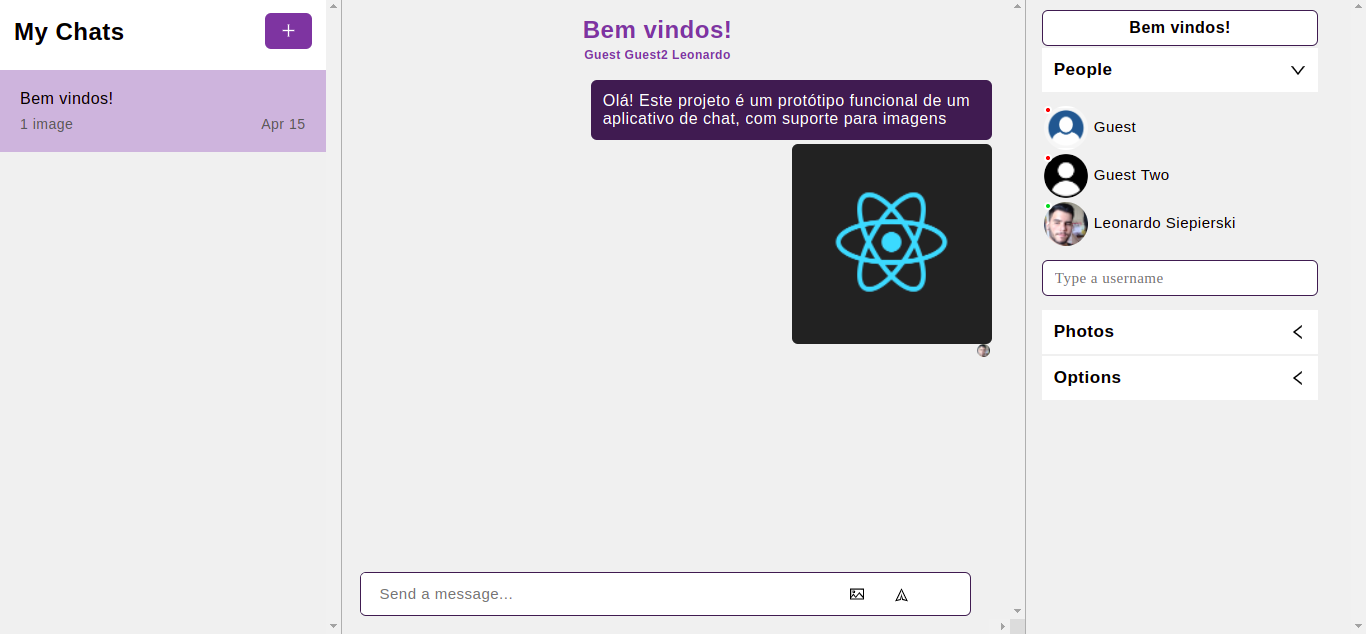 My Chats
Bem vindos!
1 image
Apr 15
Bem vindos!
Guest Guest2 Leonardo
Olá! Este projeto é um protótipo funcional de um
aplicativo de chat, com suporte para imagens
Send a message...
Bem vindos!
People
Guest
Guest Two
Leonardo Siepierski
Type a username
Photos
Options